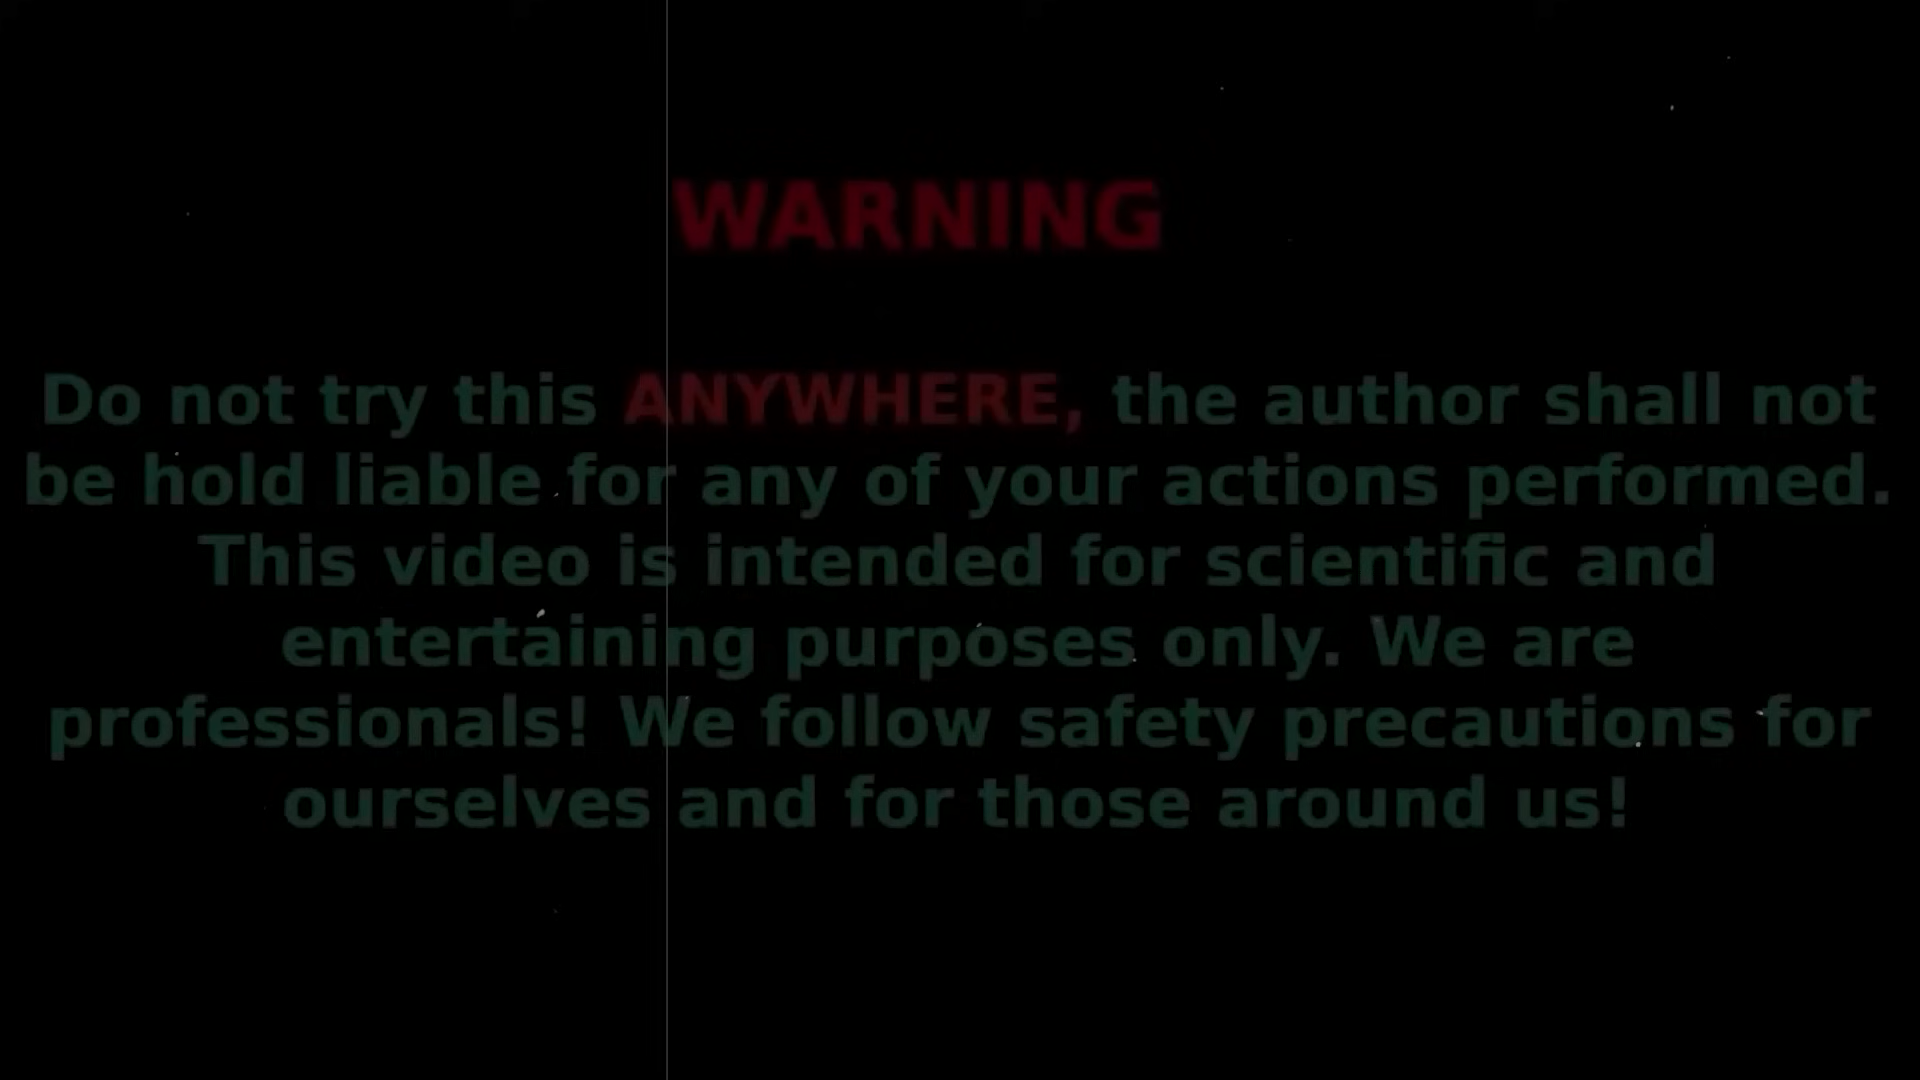 WARNING
Do not try this ANYWHERE, the author shall not
be hold liable for any of your actions performed.
This video is intended for scientific and
entertaining purposes only. We are
professionals! We follow safety precautions for
ourselves and for those around us!